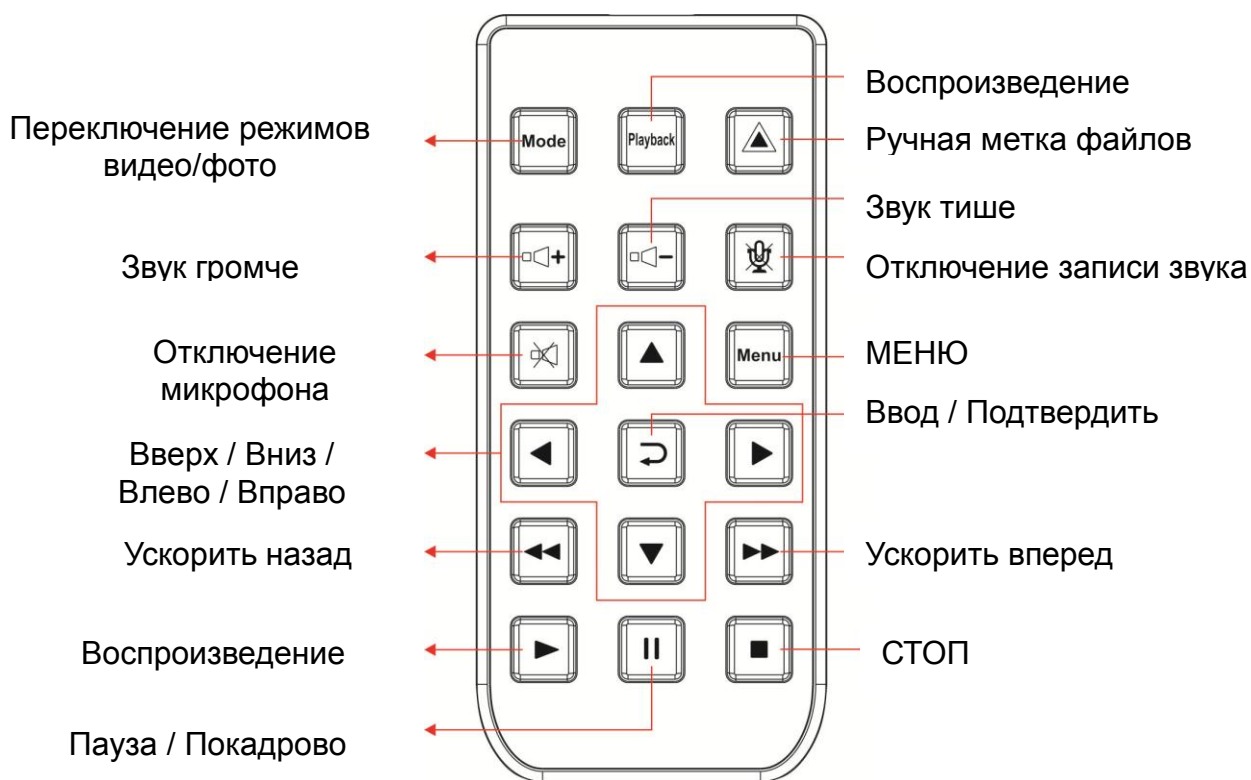 Воспроизведение
Переключение режимов
видео/фото
Mode
Playback
Ручная метка файлов
Звук тише
Звук громче
+
−
Отключение записи звука
Отключение
микрофона
Menu
МЕНЮ
Ввод / Подтвердить
Вверх / Вниз /
Влево / Вправо
Ускорить назад
Ускорить вперед
Воспроизведение
СТОП
Пауза / Покадрово